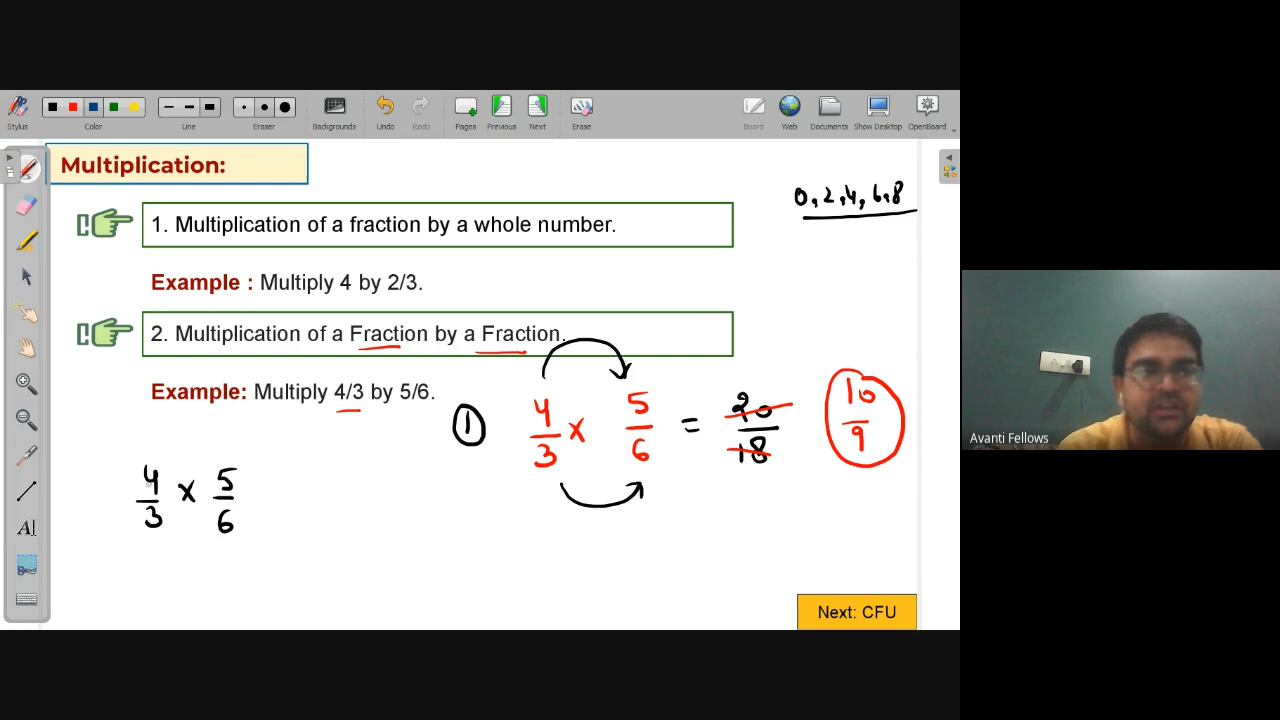 Stylus
Color
Line
Eraser
Backgrounds
Undo
Redo
Pages
Previous
Next
Erase
Board
Web
Documents
Show Desktop
OpenBoard
Multiplication:
0, 2, 4, 6, 8
1. Multiplication of a fraction by a whole number.
Example : Multiply 4 by 2/3.
2. Multiplication of a Fraction by a Fraction.
Example: Multiply 4/3 by 5/6.
① 4/3 × 5/6 = 20/18 10/9
4/3 × 5/6
Avanti Fellows
Next: CFU